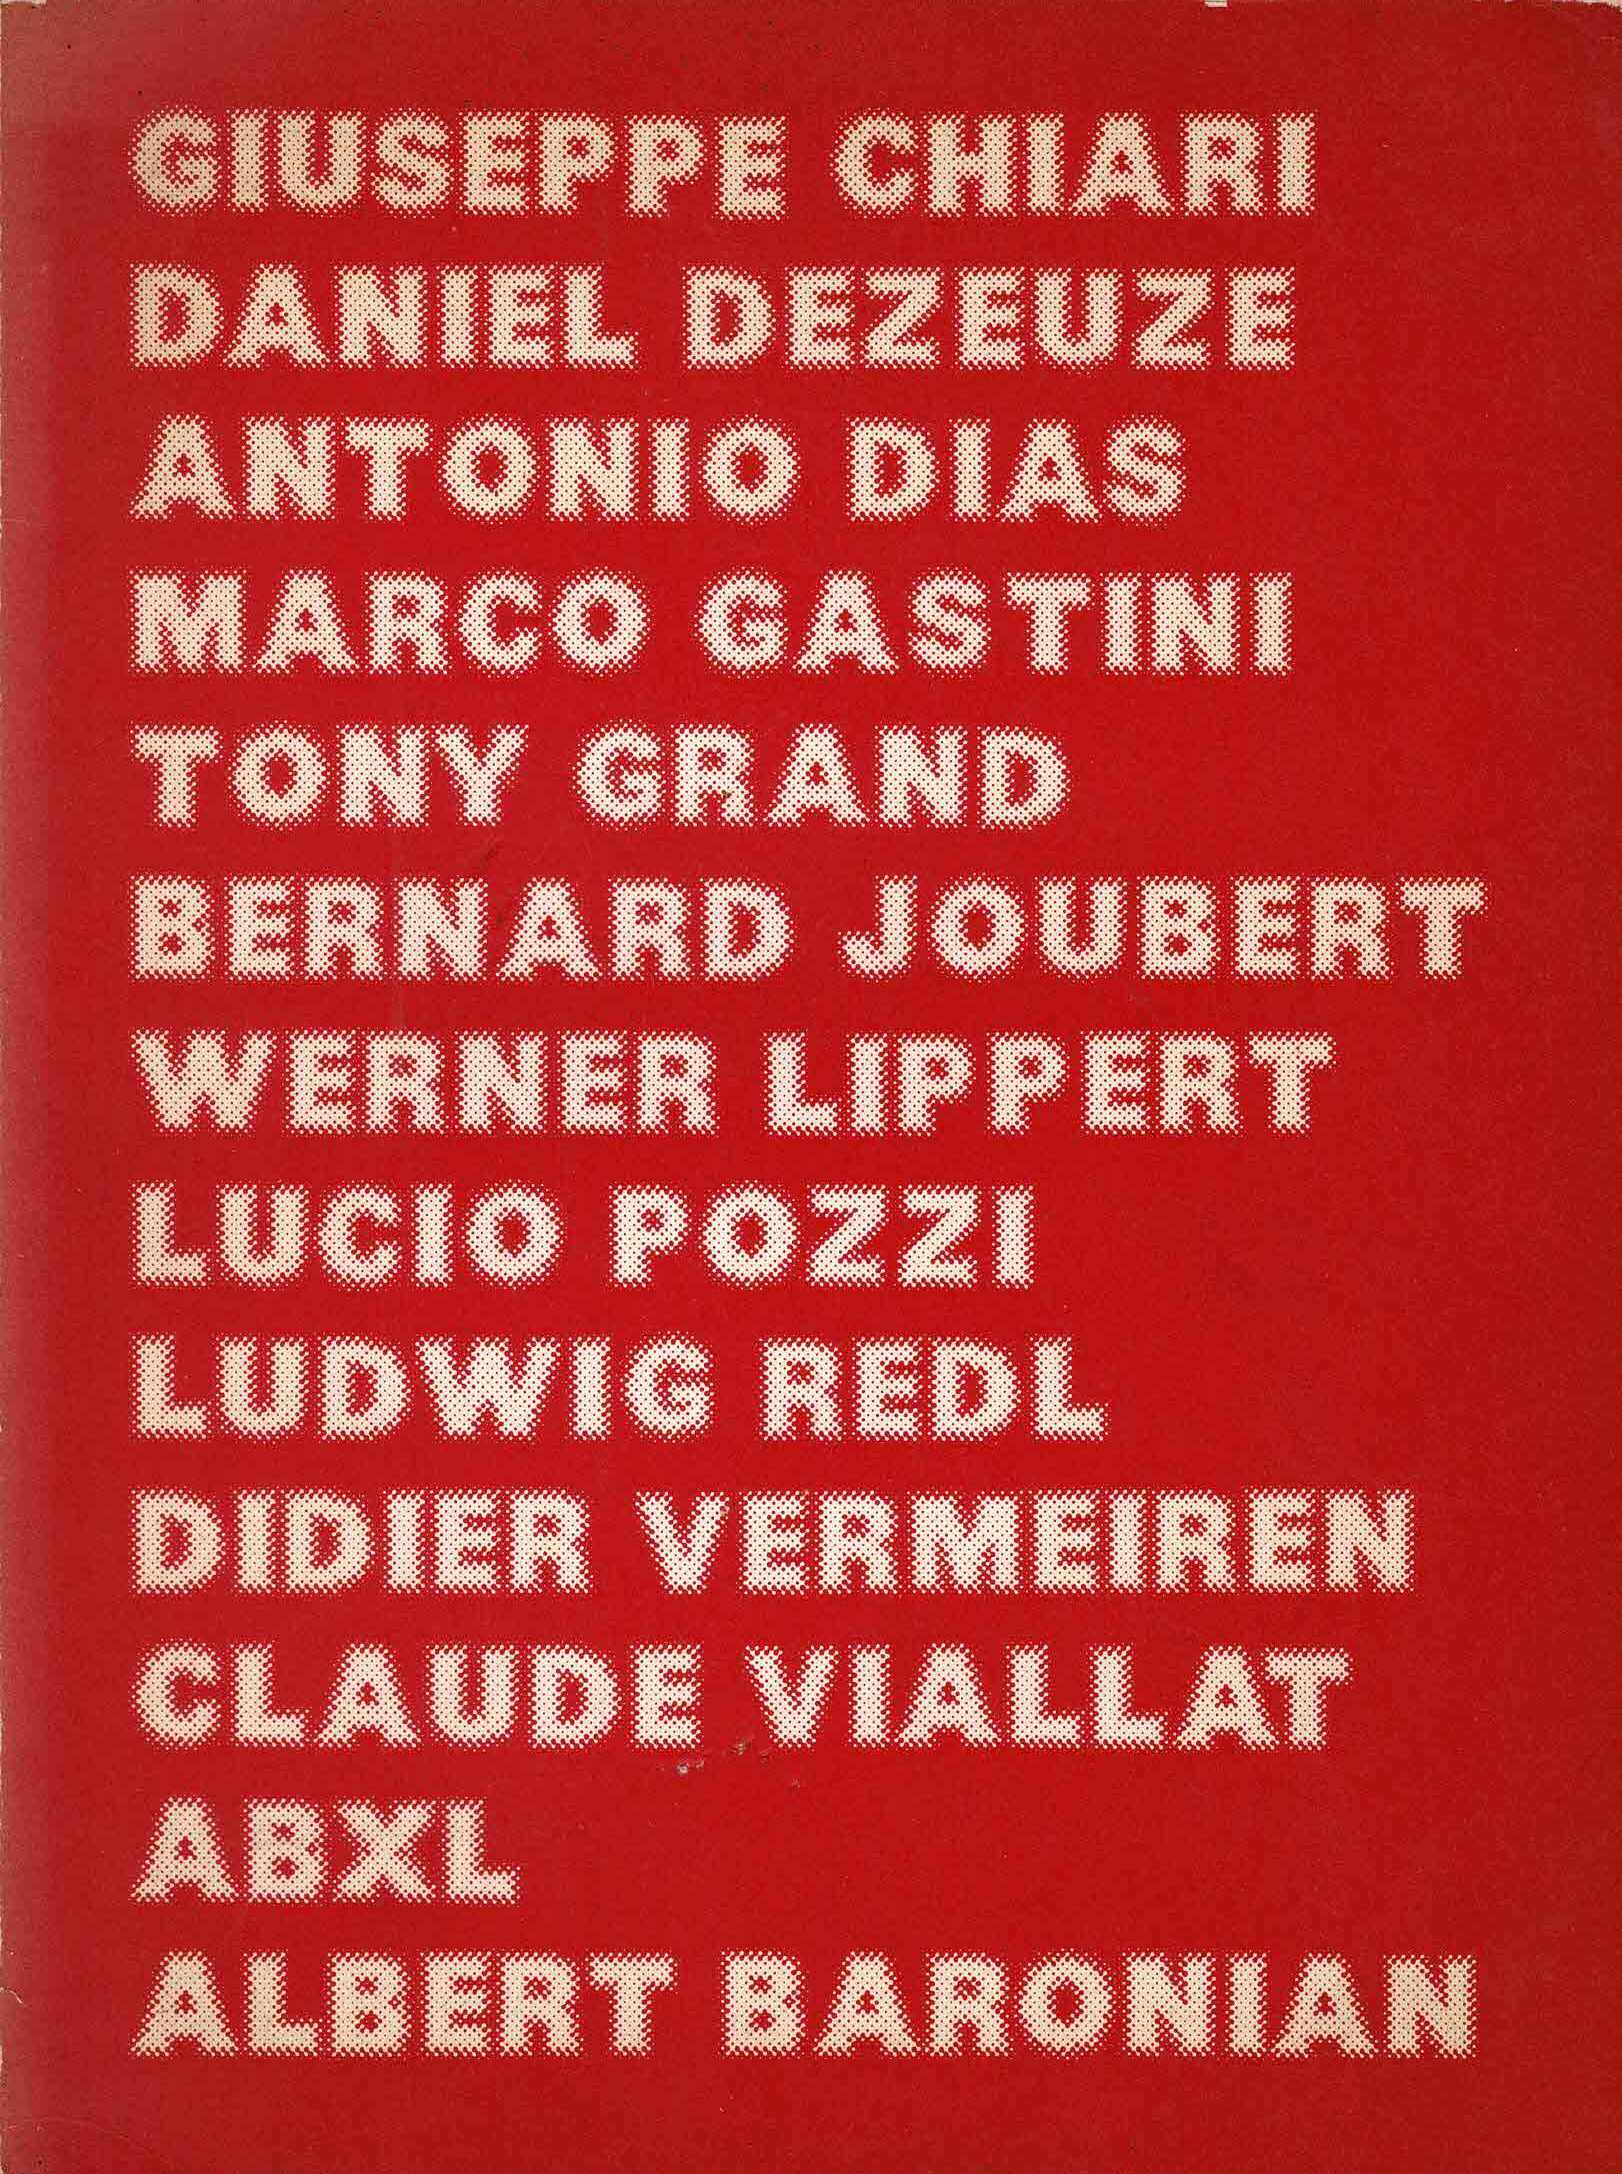 GIUSEPPE CHIARI
DANIEL DEZEUZE
ANTONIO DIAS
MARCO GASTINI
TONY GRAND
BERNARD JOUBERT
WERNER LIPPERT
LUCIO POZZI
LUDWIG REDL
DIDIER VERMEIREN
CLAUDE VIALLAT
ABXL
ALBERT BARONIAN